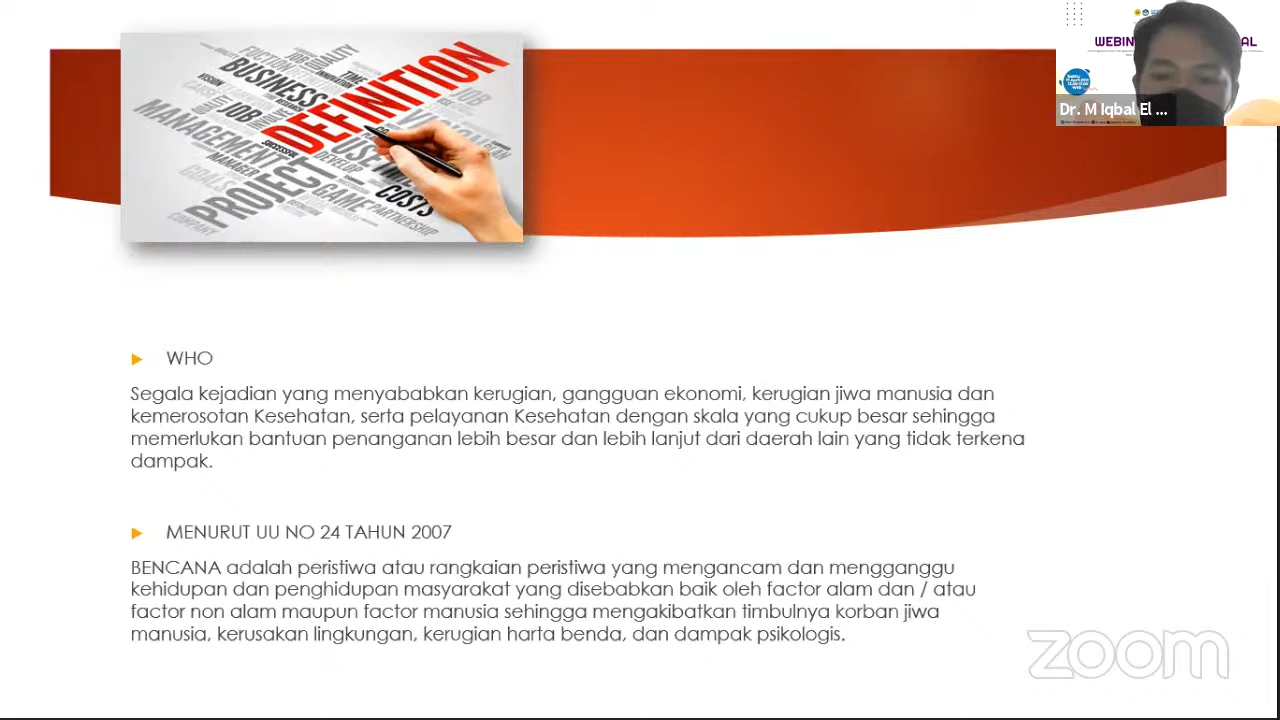 DEFINITION
BUSINESS
JOB
MANAGEMENT
MANAGER
PROJECT
GAME
COSTS
PARTNERSHIP
DEVELOP
SUCCESSFUL
VISION
GOALS
COMPANY
JOB
TIME
WEBIN
AL
Dr. M Iqbal El ...
WHO
Segala kejadian yang menyababkan kerugian, gangguan ekonomi, kerugian jiwa manusia dan
kemerosotan Kesehatan, serta pelayanan Kesehatan dengan skala yang cukup besar sehingga
memerlukan bantuan penanganan lebih besar dan lebih lanjut dari daerah lain yang tidak terkena
dampak.
MENURUT UU NO 24 TAHUN 2007
BENCANA adalah peristiwa atau rangkaian peristiwa yang mengancam dan mengganggu
kehidupan dan penghidupan masyarakat yang disebabkan baik oleh factor alam dan / atau
factor non alam maupun factor manusia sehingga mengakibatkan timbulnya korban jiwa
manusia, kerusakan lingkungan, kerugian harta benda, dan dampak psikologis.
zoom